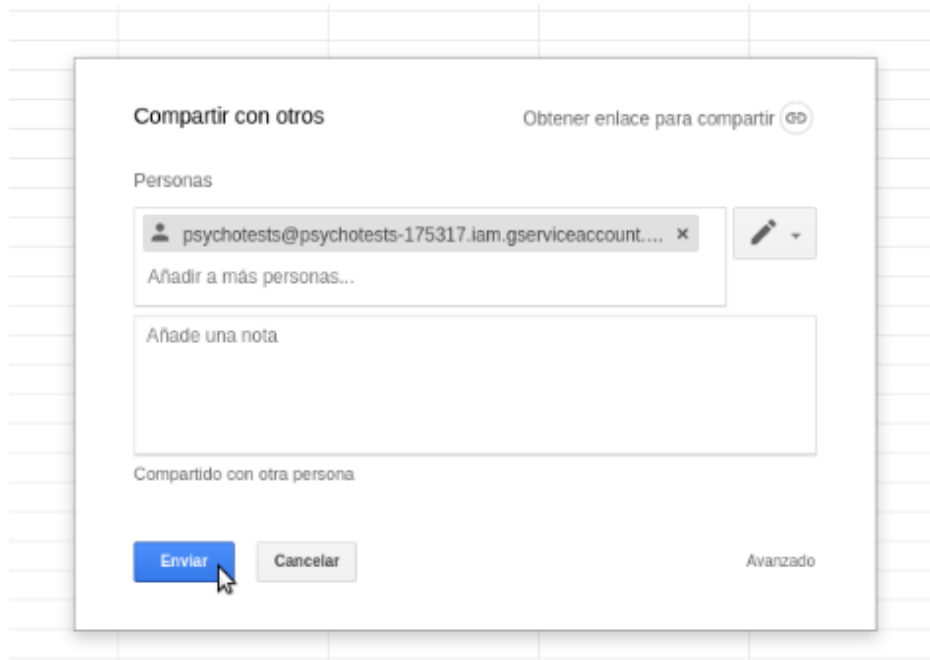 Compartir con otros
Obtener enlace para compartir
Personas
psychotests@psychotests-175317.iam.gserviceaccount....
Añadir a más personas...
Añade una nota
Compartido con otra persona
Enviar
Cancelar
Avanzado